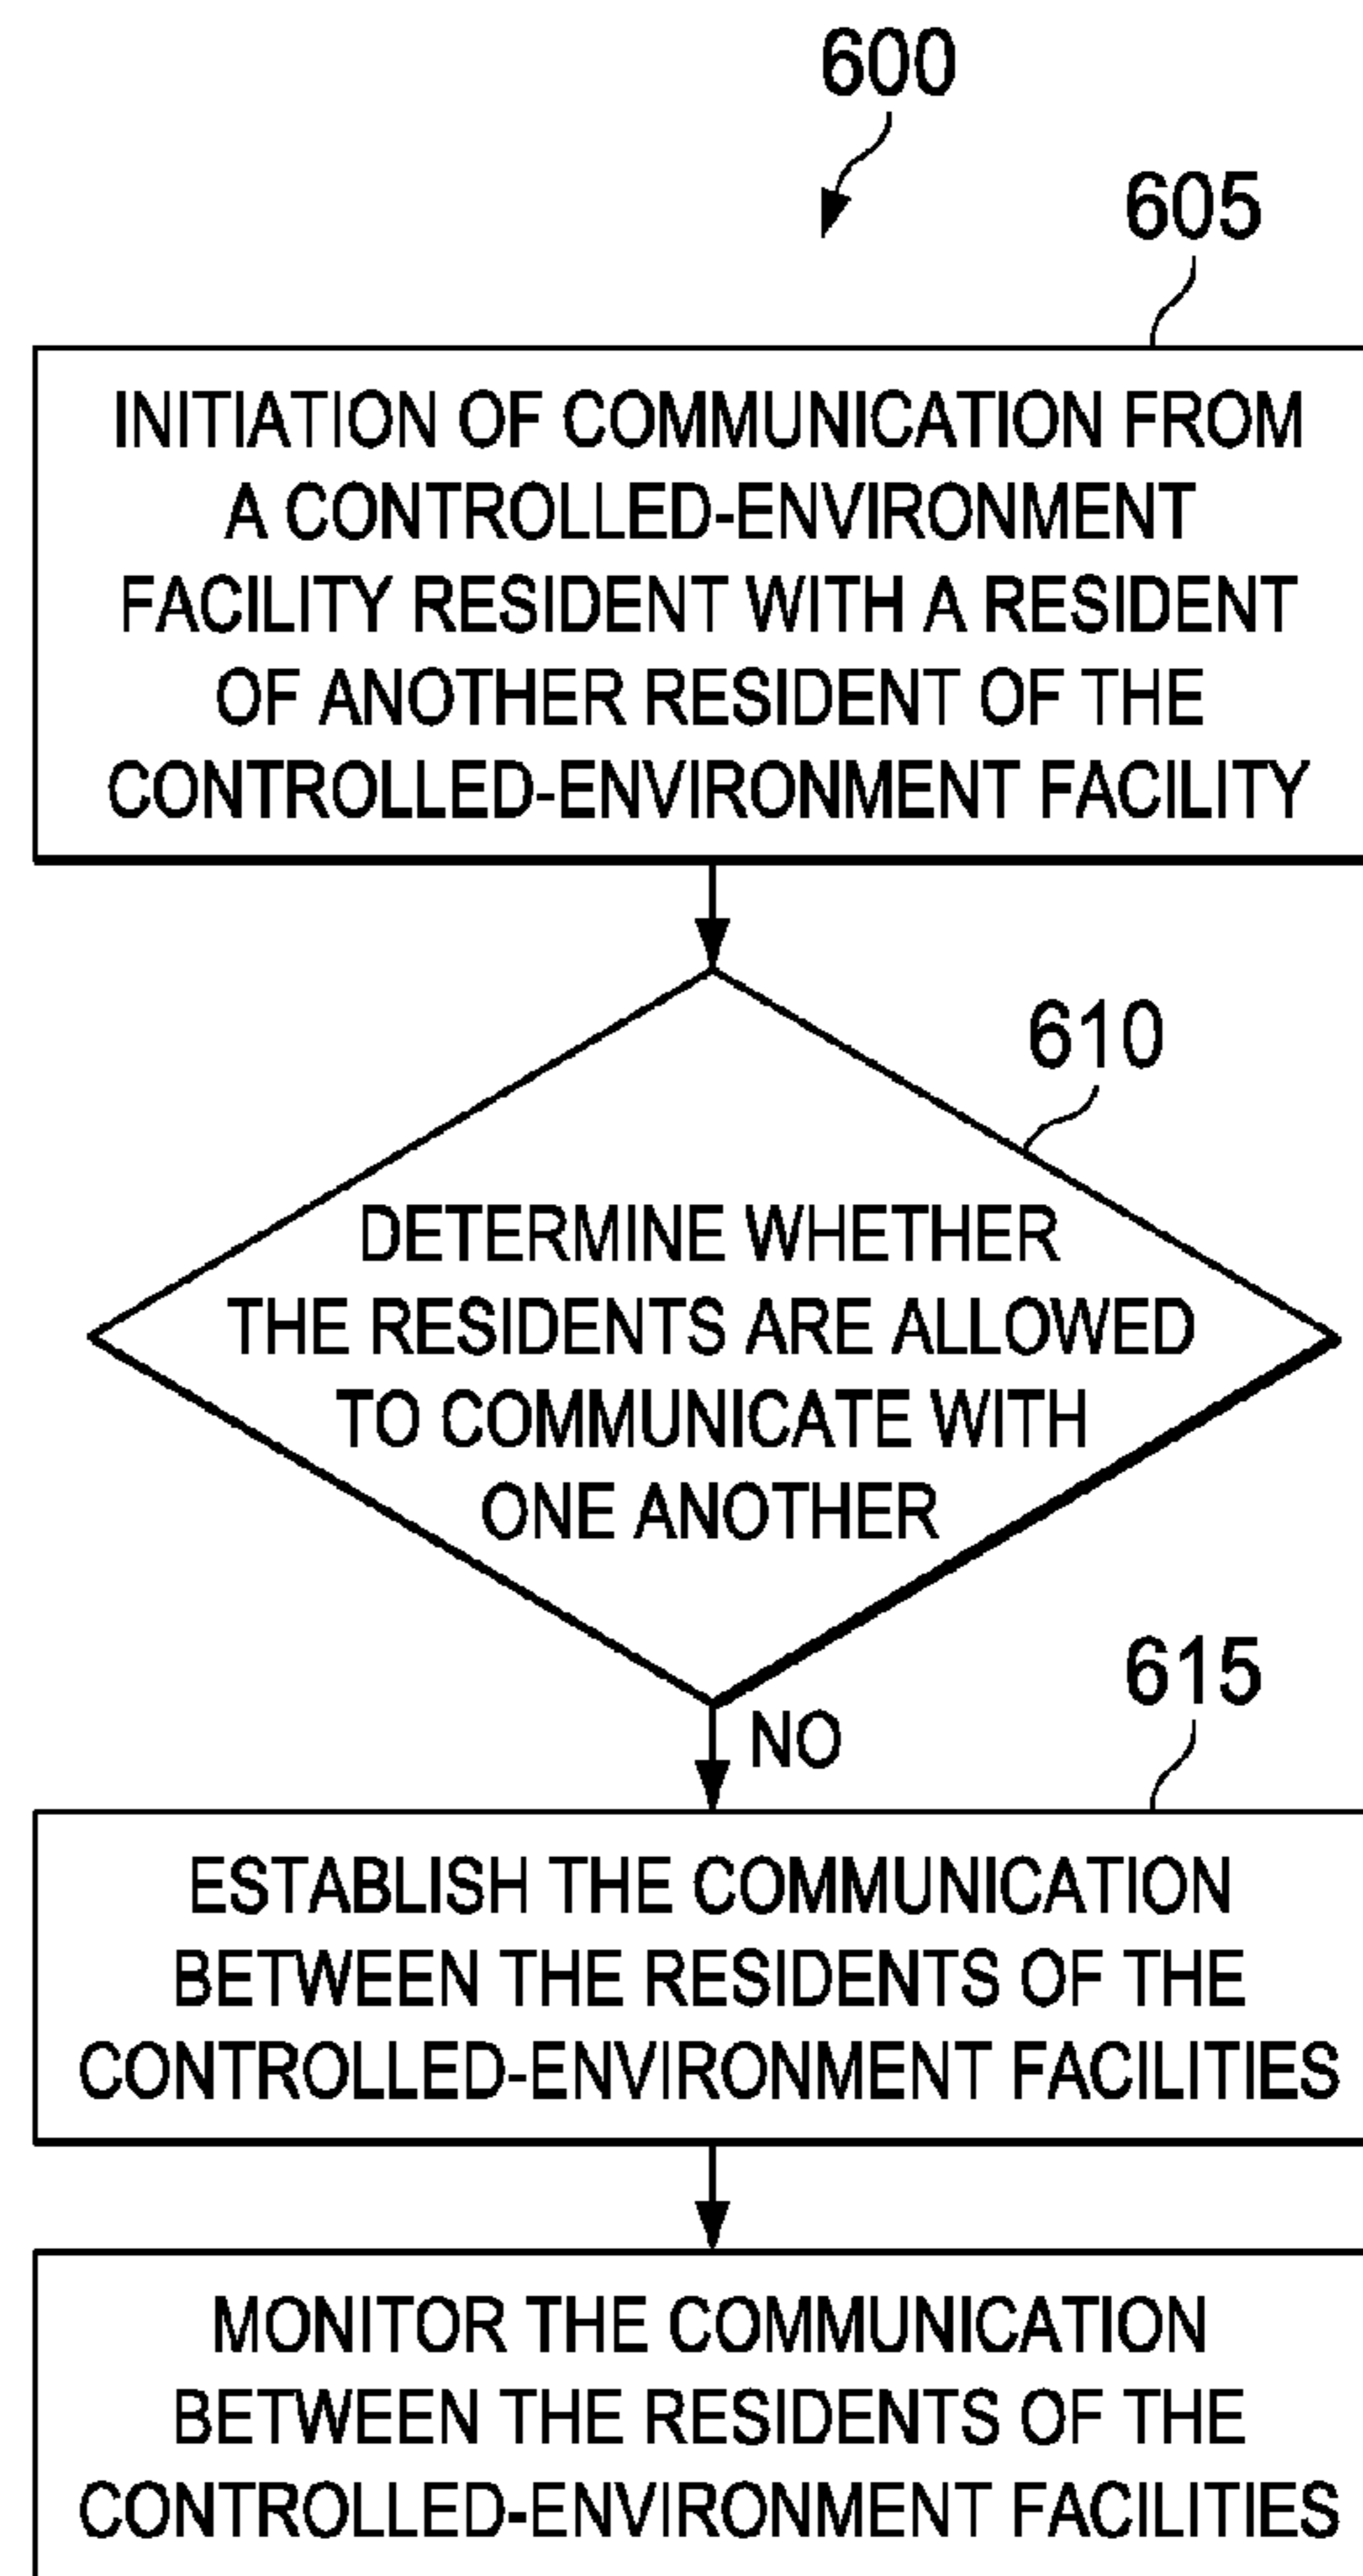 600
605
INITIATION OF COMMUNICATION FROM
A CONTROLLED-ENVIRONMENT
FACILITY RESIDENT WITH A RESIDENT
OF ANOTHER RESIDENT OF THE
CONTROLLED-ENVIRONMENT FACILITY
610
DETERMINE WHETHER
THE RESIDENTS ARE ALLOWED
TO COMMUNICATE WITH
ONE ANOTHER
NO
615
ESTABLISH THE COMMUNICATION
BETWEEN THE RESIDENTS OF THE
CONTROLLED-ENVIRONMENT FACILITIES
MONITOR THE COMMUNICATION
BETWEEN THE RESIDENTS OF THE
CONTROLLED-ENVIRONMENT FACILITIES